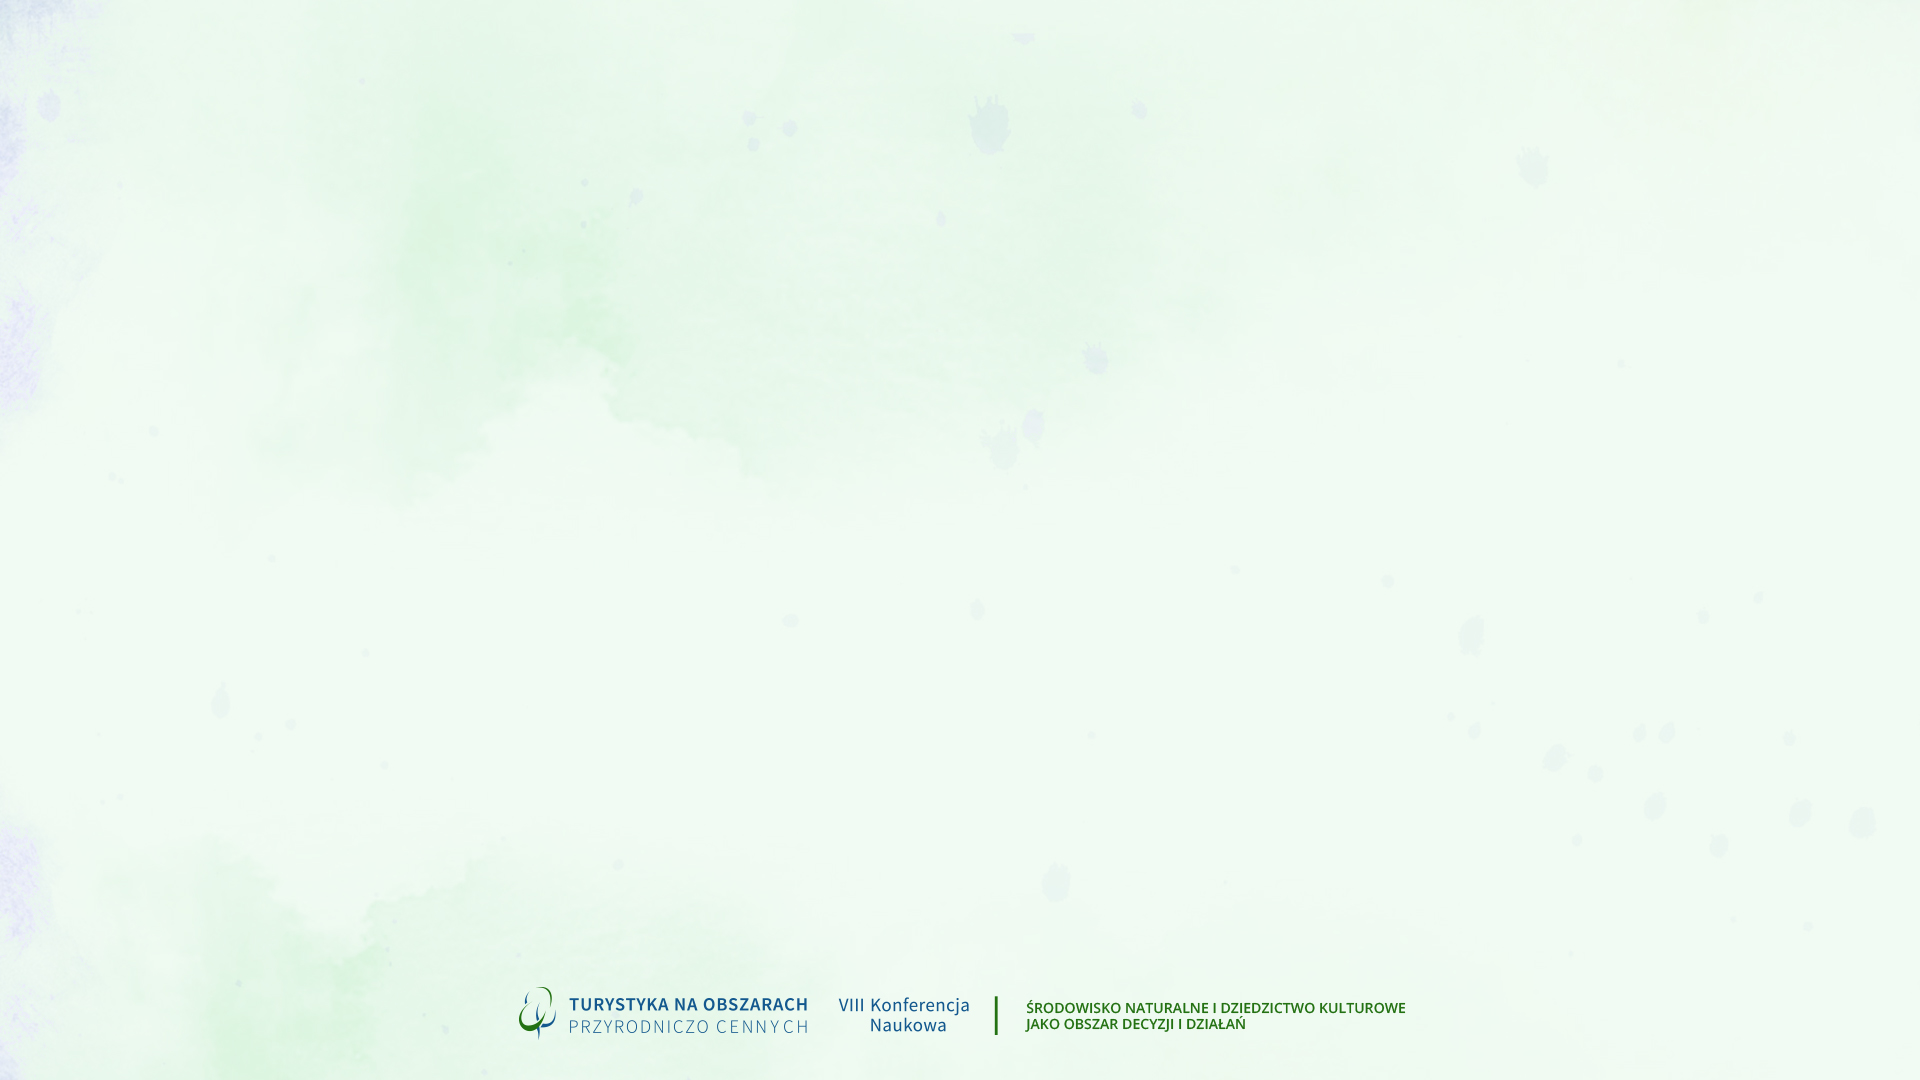 TURYSTYKA NA OBSZARACH
PRZYRODNICZO CENNYCH
VIII Konferencja
Naukowa
ŚRODOWISKO NATURALNE I DZIEDZICTWO KULTUROWE
JAKO OBSZAR DECYZJI I DZIAŁAŃ